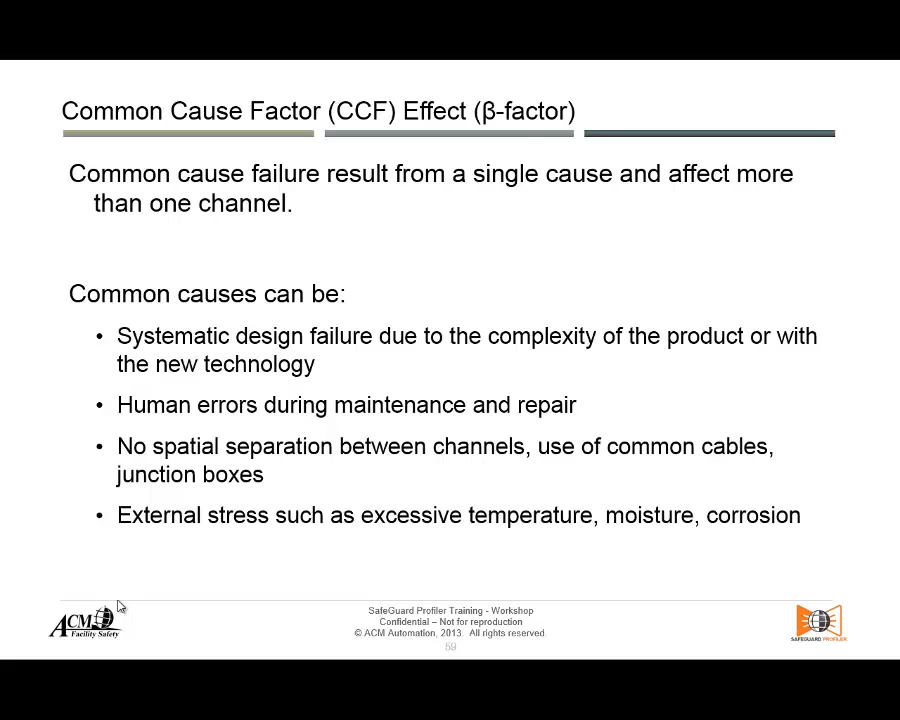 Common Cause Factor (CCF) Effect (β-factor)
Common cause failure result from a single cause and affect more
than one channel.
Common causes can be:
• Systematic design failure due to the complexity of the product or with
the new technology
• Human errors during maintenance and repair
• No spatial separation between channels, use of common cables,
junction boxes
• External stress such as excessive temperature, moisture, corrosion
ACM
Facility Safety
SafeGuard Profiler Training - Workshop
Confidential – Not for reproduction
© ACM Automation, 2013. All rights reserved.
59
SAFEGUARD PROFILER